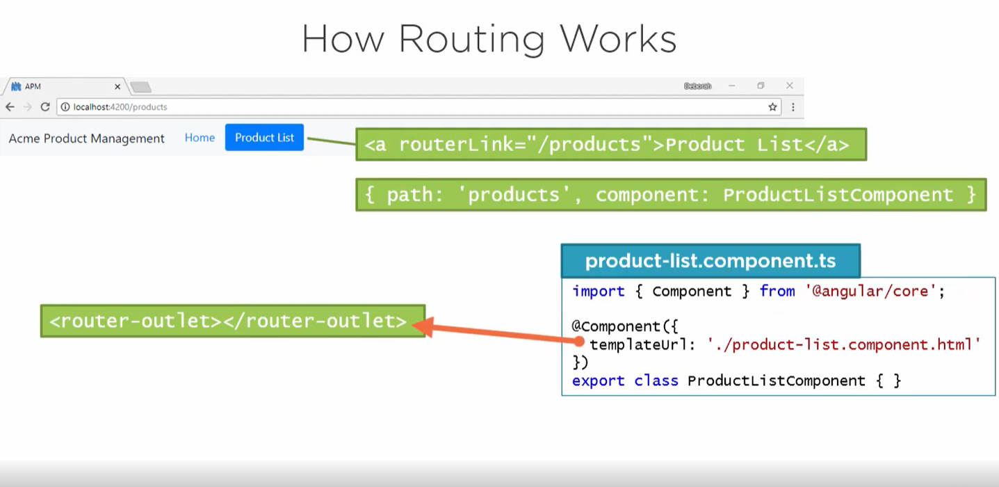 How Routing Works
APM
Deborah
localhost:4200/products
Acme Product Management Home Product List
<a routerLink="/products">Product List</a>
{ path: 'products', component: ProductListComponent }
product-list.component.ts
import { Component } from '@angular/core';
@Component({
templateUrl: './product-list.component.html'
})
export class ProductListComponent { }
<router-outlet></router-outlet>